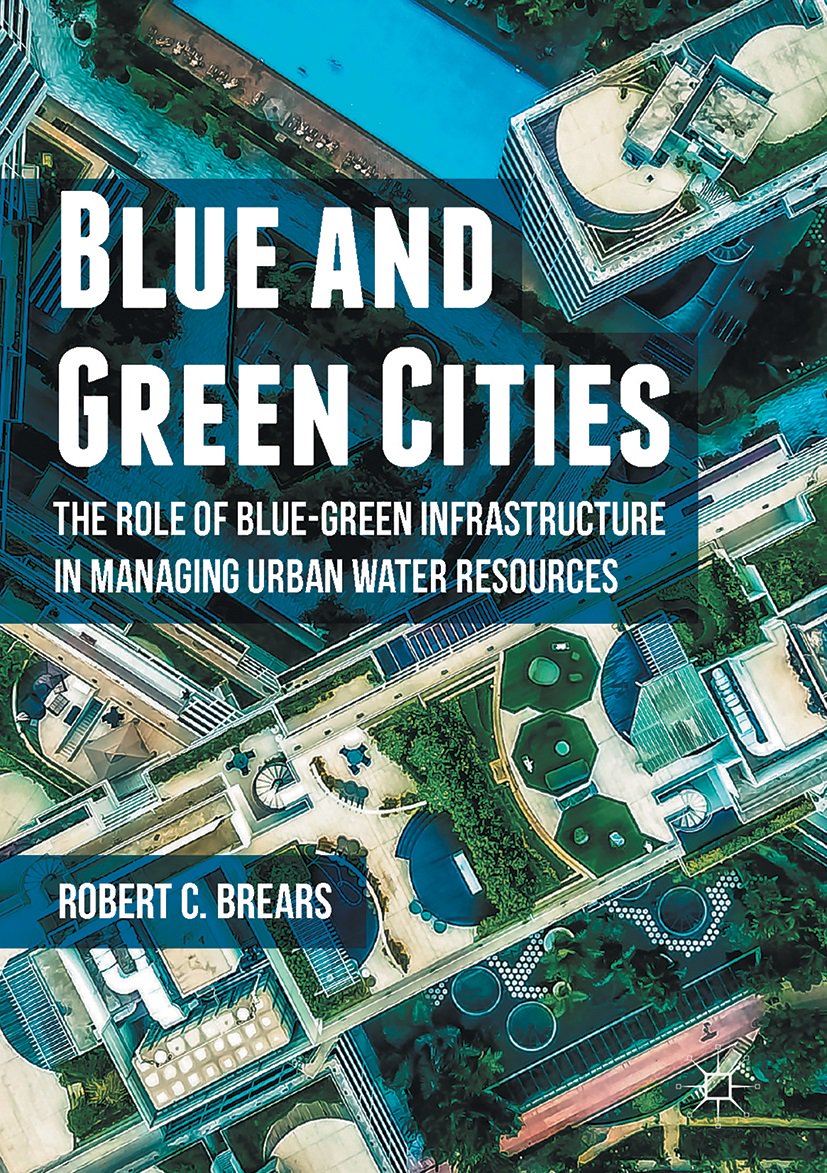 BLUE AND
GREEN CITIES
THE ROLE OF BLUE-GREEN INFRASTRUCTURE
IN MANAGING URBAN WATER RESOURCES
ROBERT C. BREARS